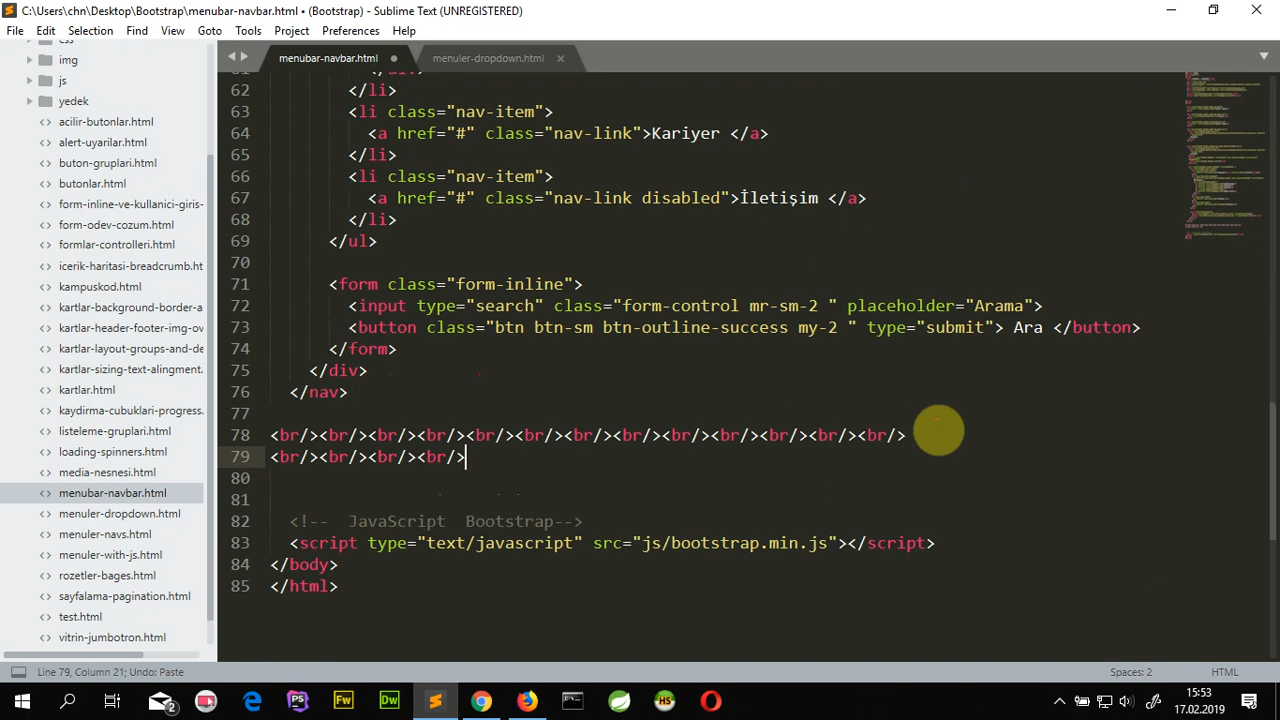 C:\Users\chn\Desktop\Bootstrap\menubar-navbar.html • (Bootstrap) - Sublime Text (UNREGISTERED)
File Edit Selection Find View Goto Tools Project Preferences Help
menubar-navbar.html menuler-dropdown.html
css
img
js
yedek
acilir-butonlar.html
alert-uyarilar.html
buton-gruplari.html
butonlar.html
form-inline-ve-kullanici-giris-
form-odev-cozum.html
formlar-controlleri.html
icerik-haritasi-breadcrumb.ht
kampuskod.html
kartlar-background-border-a
kartlar-header-footer-img-ov
kartlar-layout-groups-and-de
kartlar-sizing-text-alingment.
kartlar.html
kaydirma-cubuklari-progress.
listeleme-gruplari.html
loading-spinners.html
media-nesnesi.html
menubar-navbar.html
menuler-dropdown.html
menuler-navs.html
menuler-with-js.html
rozetler-bages.html
sayfalama-pagination.html
test.html
vitrin-jumbotron.html
61 </div>
62 </li>
63 <li class="nav-item">
64 <a href="#" class="nav-link">Kariyer </a>
65 </li>
66 <li class="nav-item">
67 <a href="#" class="nav-link disabled">İletişim </a>
68 </li>
69 </ul>
70
71 <form class="form-inline">
72 <input type="search" class="form-control mr-sm-2 " placeholder="Arama">
73 <button class="btn btn-sm btn-outline-success my-2 " type="submit"> Ara </button>
74 </form>
75 </div>
76 </nav>
77
78 <br/><br/><br/><br/><br/><br/><br/><br/><br/><br/><br/><br/><br/>
79 <br/><br/><br/><br/>
80
81
82 <!-- JavaScript Bootstrap-->
83 <script type="text/javascript" src="js/bootstrap.min.js"></script>
84 </body>
85 </html>
Line 79, Column 21; Undo: Paste Spaces: 2 HTML
2 PS Fw Dw HS
15:53
17.02.2019